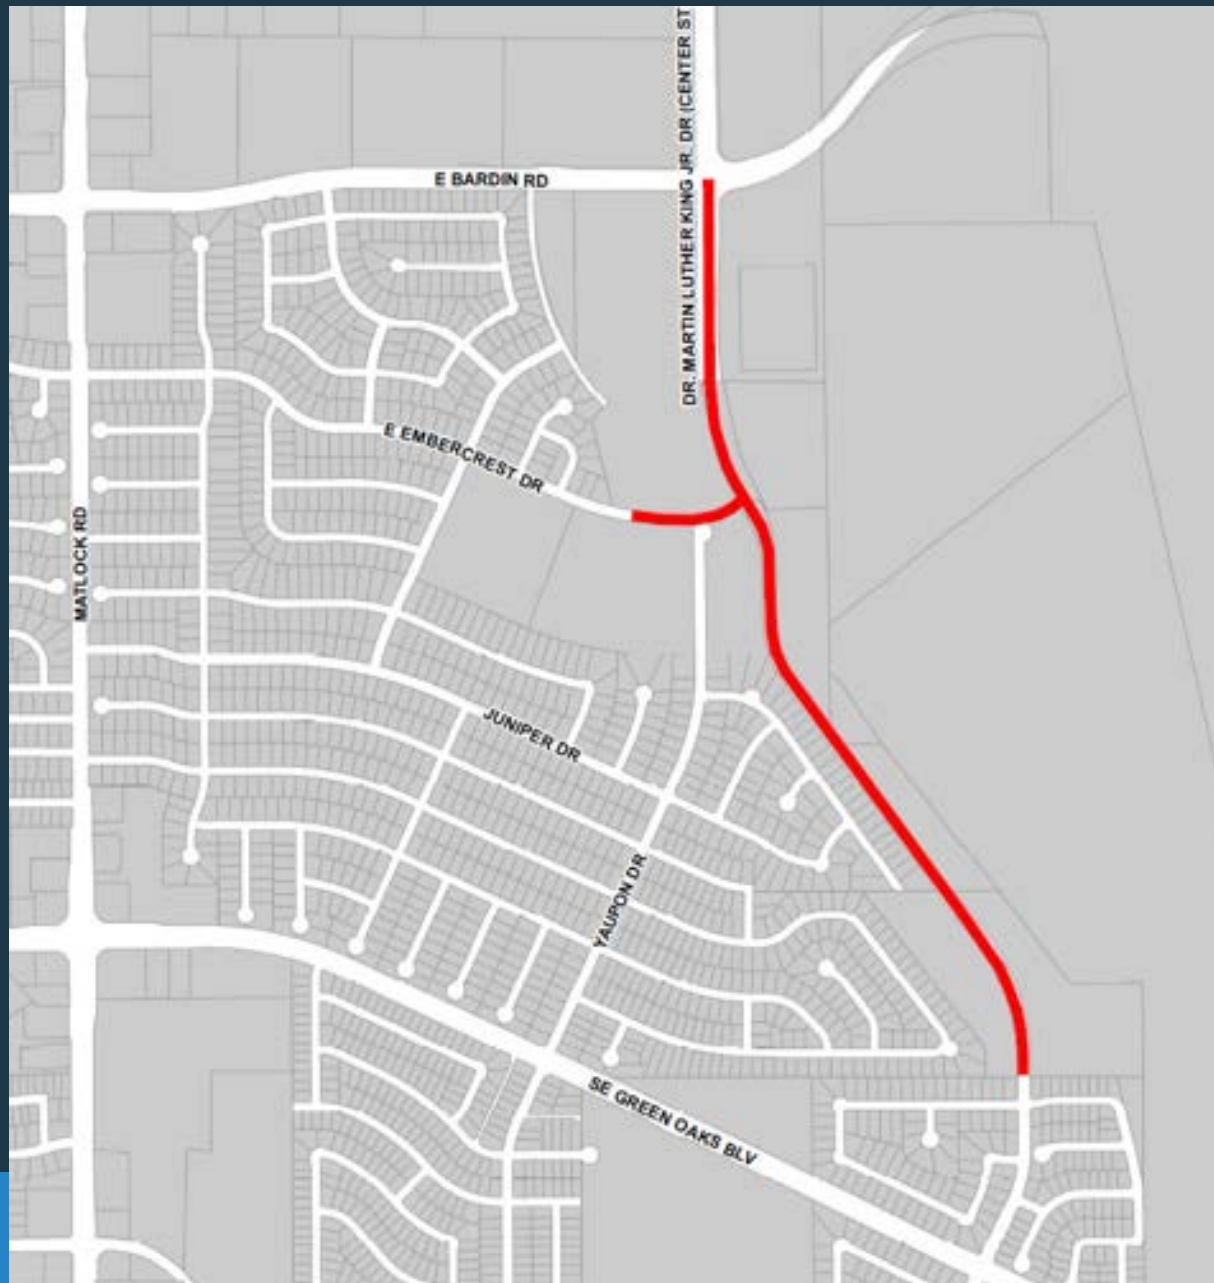 DR. MARTIN LUTHER KING JR. DR (CENTER ST
E BARDIN RD
E EMBERCREST DR
MATLOCK RD
JUNIPER DR
YAUPON DR
SE GREEN OAKS BLV